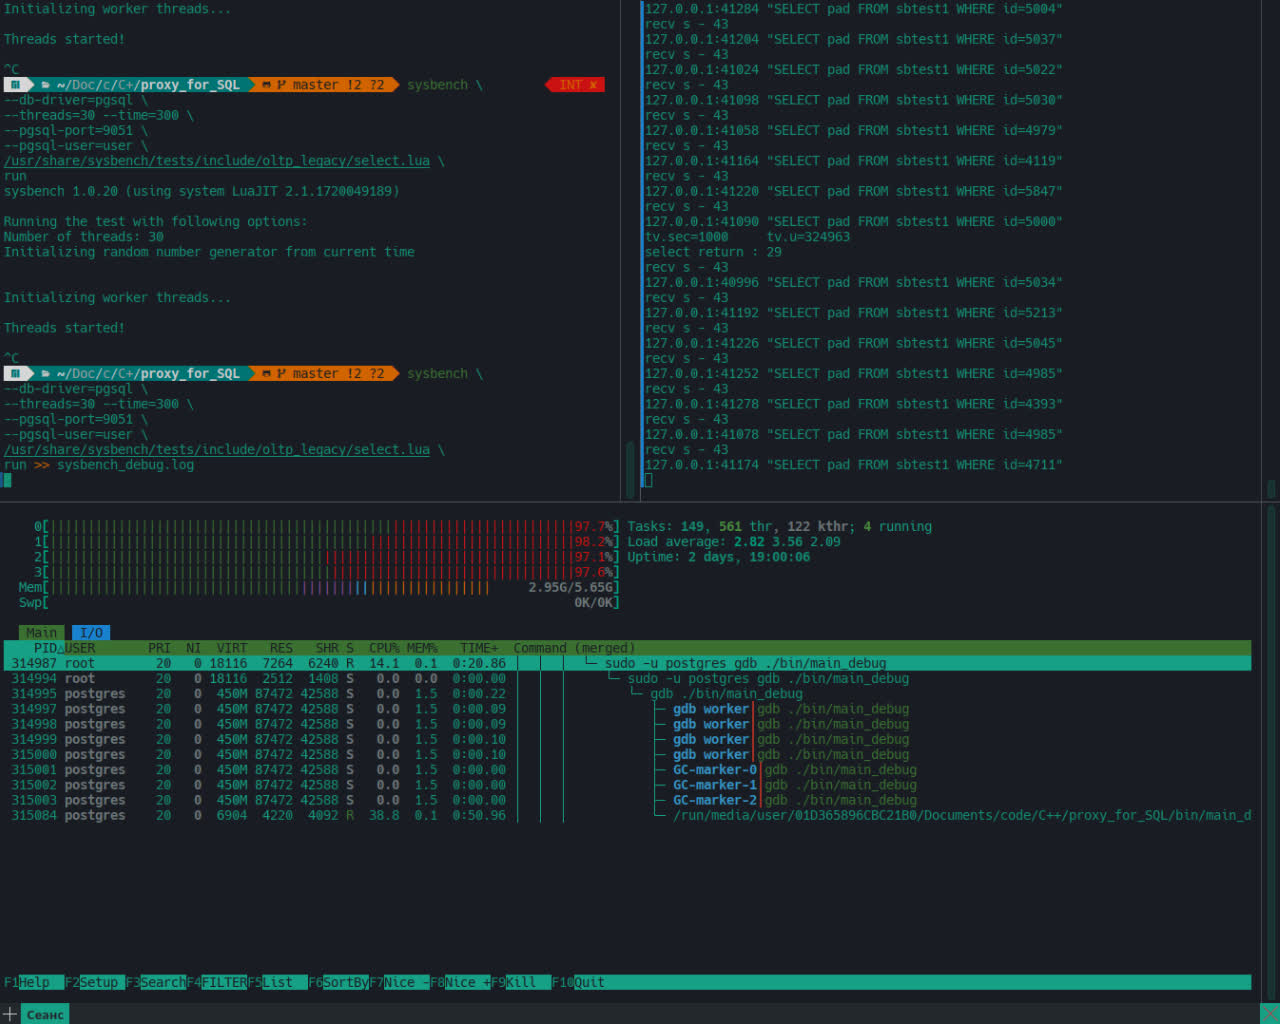 Initializing worker threads...
Threads started!
^C
~/Doc/c/C+/proxy_for_SQL master !2 ?2 sysbench \ INT ✘
--db-driver=pgsql \
--threads=30 --time=300 \
--pgsql-port=9051 \
--pgsql-user=user \
/usr/share/sysbench/tests/include/oltp_legacy/select.lua \
run
sysbench 1.0.20 (using system LuaJIT 2.1.1720049189)
Running the test with following options:
Number of threads: 30
Initializing random number generator from current time
Initializing worker threads...
Threads started!
^C
~/Doc/c/C+/proxy_for_SQL master !2 ?2 sysbench \
--db-driver=pgsql \
--threads=30 --time=300 \
--pgsql-port=9051 \
--pgsql-user=user \
/usr/share/sysbench/tests/include/oltp_legacy/select.lua \
run >> sysbench_debug.log
127.0.0.1:41284 "SELECT pad FROM sbtest1 WHERE id=5004"
recv s - 43
127.0.0.1:41204 "SELECT pad FROM sbtest1 WHERE id=5037"
recv s - 43
127.0.0.1:41024 "SELECT pad FROM sbtest1 WHERE id=5022"
recv s - 43
127.0.0.1:41098 "SELECT pad FROM sbtest1 WHERE id=5030"
recv s - 43
127.0.0.1:41058 "SELECT pad FROM sbtest1 WHERE id=4979"
recv s - 43
127.0.0.1:41164 "SELECT pad FROM sbtest1 WHERE id=4119"
recv s - 43
127.0.0.1:41220 "SELECT pad FROM sbtest1 WHERE id=5847"
recv s - 43
127.0.0.1:41090 "SELECT pad FROM sbtest1 WHERE id=5000"
tv.sec=1000 tv.u=324963
select return : 29
recv s - 43
127.0.0.1:40996 "SELECT pad FROM sbtest1 WHERE id=5034"
recv s - 43
127.0.0.1:41192 "SELECT pad FROM sbtest1 WHERE id=5213"
recv s - 43
127.0.0.1:41226 "SELECT pad FROM sbtest1 WHERE id=5045"
recv s - 43
127.0.0.1:41252 "SELECT pad FROM sbtest1 WHERE id=4985"
recv s - 43
127.0.0.1:41278 "SELECT pad FROM sbtest1 WHERE id=4393"
recv s - 43
127.0.0.1:41078 "SELECT pad FROM sbtest1 WHERE id=4985"
recv s - 43
127.0.0.1:41174 "SELECT pad FROM sbtest1 WHERE id=4711"
0[ 97.7%] Tasks: 149, 561 thr, 122 kthr; 4 running
1[ 98.2%] Load average: 2.82 3.56 2.09
2[ 97.1%] Uptime: 2 days, 19:00:06
3[ 97.6%]
Mem[ 2.95G/5.65G]
Swp[ 0K/0K]
Main I/O
PID△USER PRI NI VIRT RES SHR S CPU% MEM% TIME+ Command (merged)
314987 root 20 0 18116 7264 6240 R 14.1 0.1 0:20.86 sudo -u postgres gdb ./bin/main_debug
314994 root 20 0 18116 2512 1408 S 0.0 0.0 0:00.00 sudo -u postgres gdb ./bin/main_debug
314995 postgres 20 0 450M 87472 42588 S 0.0 1.5 0:00.22 gdb ./bin/main_debug
314997 postgres 20 0 450M 87472 42588 S 0.0 1.5 0:00.09 gdb worker│gdb ./bin/main_debug
314998 postgres 20 0 450M 87472 42588 S 0.0 1.5 0:00.09 gdb worker│gdb ./bin/main_debug
314999 postgres 20 0 450M 87472 42588 S 0.0 1.5 0:00.10 gdb worker│gdb ./bin/main_debug
315000 postgres 20 0 450M 87472 42588 S 0.0 1.5 0:00.10 gdb worker│gdb ./bin/main_debug
315001 postgres 20 0 450M 87472 42588 S 0.0 1.5 0:00.00 GC-marker-0│gdb ./bin/main_debug
315002 postgres 20 0 450M 87472 42588 S 0.0 1.5 0:00.00 GC-marker-1│gdb ./bin/main_debug
315003 postgres 20 0 450M 87472 42588 S 0.0 1.5 0:00.00 GC-marker-2│gdb ./bin/main_debug
315084 postgres 20 0 6904 4220 4092 R 38.8 0.1 0:50.96 /run/media/user/01D365896CBC21B0/Documents/code/C++/proxy_for_SQL/bin/main_d
F1Help F2Setup F3SearchF4FILTERF5List F6SortByF7Nice -F8Nice +F9Kill F10Quit
Сеанс